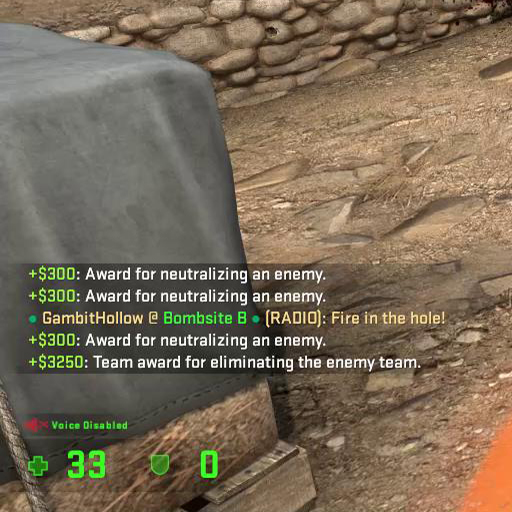 +$300: Award for neutralizing an enemy.
+$300: Award for neutralizing an enemy.
● GambitHollow @ Bombsite B ● (RADIO): Fire in the hole!
+$300: Award for neutralizing an enemy.
+$3250: Team award for eliminating the enemy team.
Voice Disabled
33 0